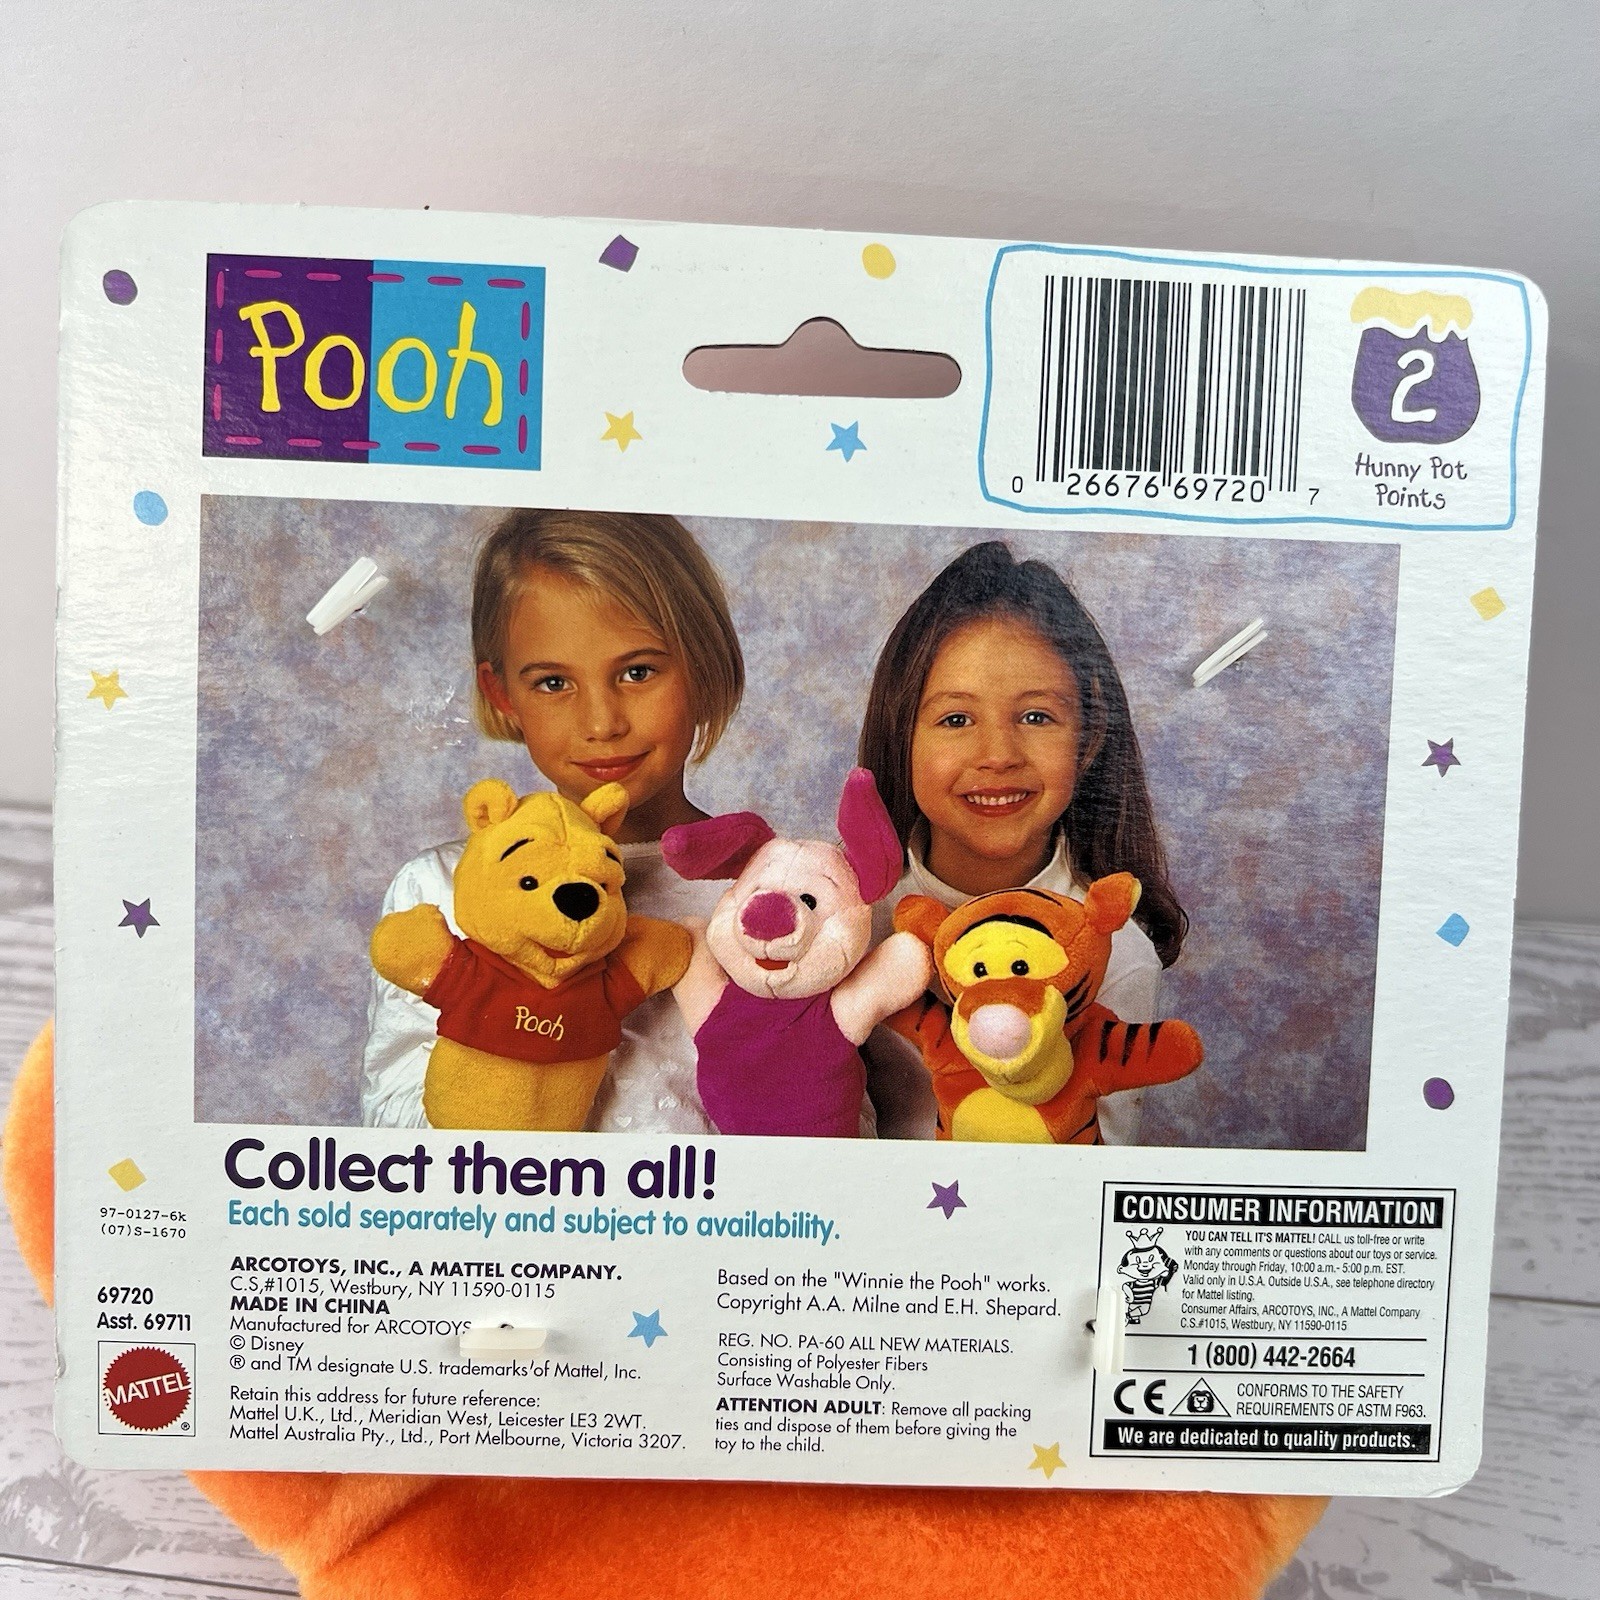 Pooh
0 26676 69720 7
2
Hunny Pot
Points
Pooh
Collect them all!
Each sold separately and subject to availability.
97-0127-6k
(07)S-1670
69720
Asst. 69711
MATTEL
®
ARCOTOYS, INC., A MATTEL COMPANY.
C.S,#1015, Westbury, NY 11590-0115
MADE IN CHINA
Manufactured for ARCOTOYS
© Disney
® and TM designate U.S. trademarks of Mattel, Inc.
Retain this address for future reference:
Mattel U.K., Ltd., Meridian West, Leicester LE3 2WT.
Mattel Australia Pty., Ltd., Port Melbourne, Victoria 3207.
Based on the "Winnie the Pooh" works.
Copyright A.A. Milne and E.H. Shepard.
REG. NO. PA-60 ALL NEW MATERIALS.
Consisting of Polyester Fibers
Surface Washable Only.
ATTENTION ADULT: Remove all packing
ties and dispose of them before giving the
toy to the child.
CONSUMER INFORMATION
YOU CAN TELL IT'S MATTEL! CALL us toll-free or write
with any comments or questions about our toys or service.
Monday through Friday, 10:00 a.m.- 5:00 p.m. EST.
Valid only in U.S.A. Outside U.S.A., see telephone directory
for Mattel listing.
Consumer Affairs, ARCOTOYS, INC., A Mattel Company
C.S.#1015, Westbury, NY 11590-0115
1 (800) 442-2664
CE
CONFORMS TO THE SAFETY
REQUIREMENTS OF ASTM F963.
We are dedicated to quality products.